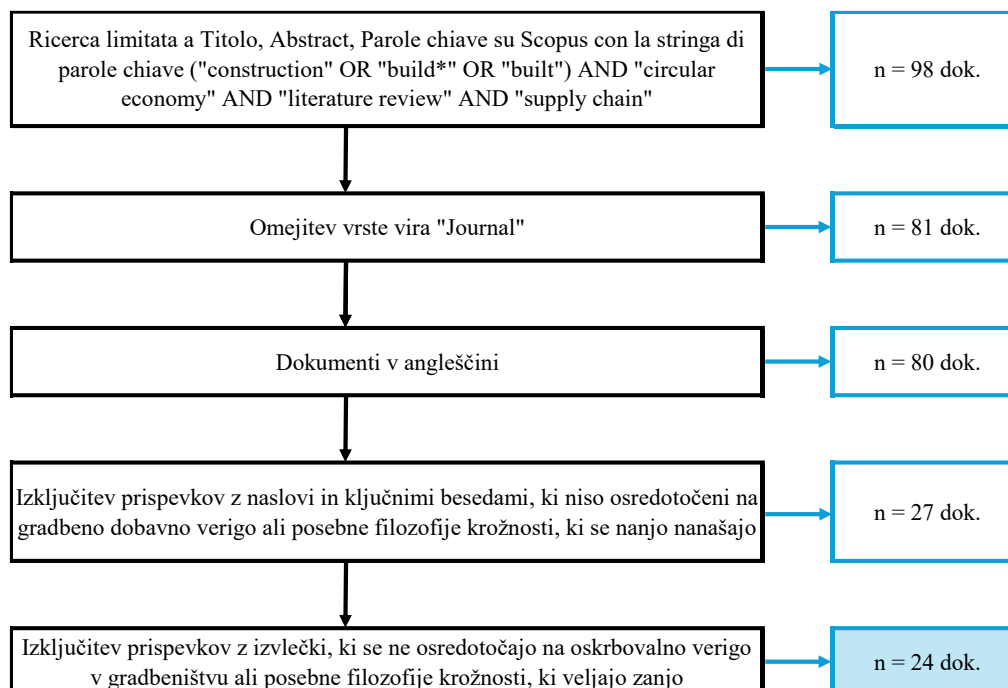 Ricerca limitata a Titolo, Abstract, Parole chiave su Scopus con la stringa di
parole chiave ("construction" OR "build*" OR "built") AND "circular
economy" AND "literature review" AND "supply chain"
n = 98 dok.
Omejitev vrste vira "Journal"
n = 81 dok.
Dokumenti v angleščini
n = 80 dok.
Izključitev prispevkov z naslovi in ključnimi besedami, ki niso osredotočeni na
gradbeno dobavno verigo ali posebne filozofije krožnosti, ki se nanjo nanašajo
n = 27 dok.
Izključitev prispevkov z izvlečki, ki se ne osredotočajo na oskrbovalno verigo
v gradbeništvu ali posebne filozofije krožnosti, ki veljajo zanjo
n = 24 dok.